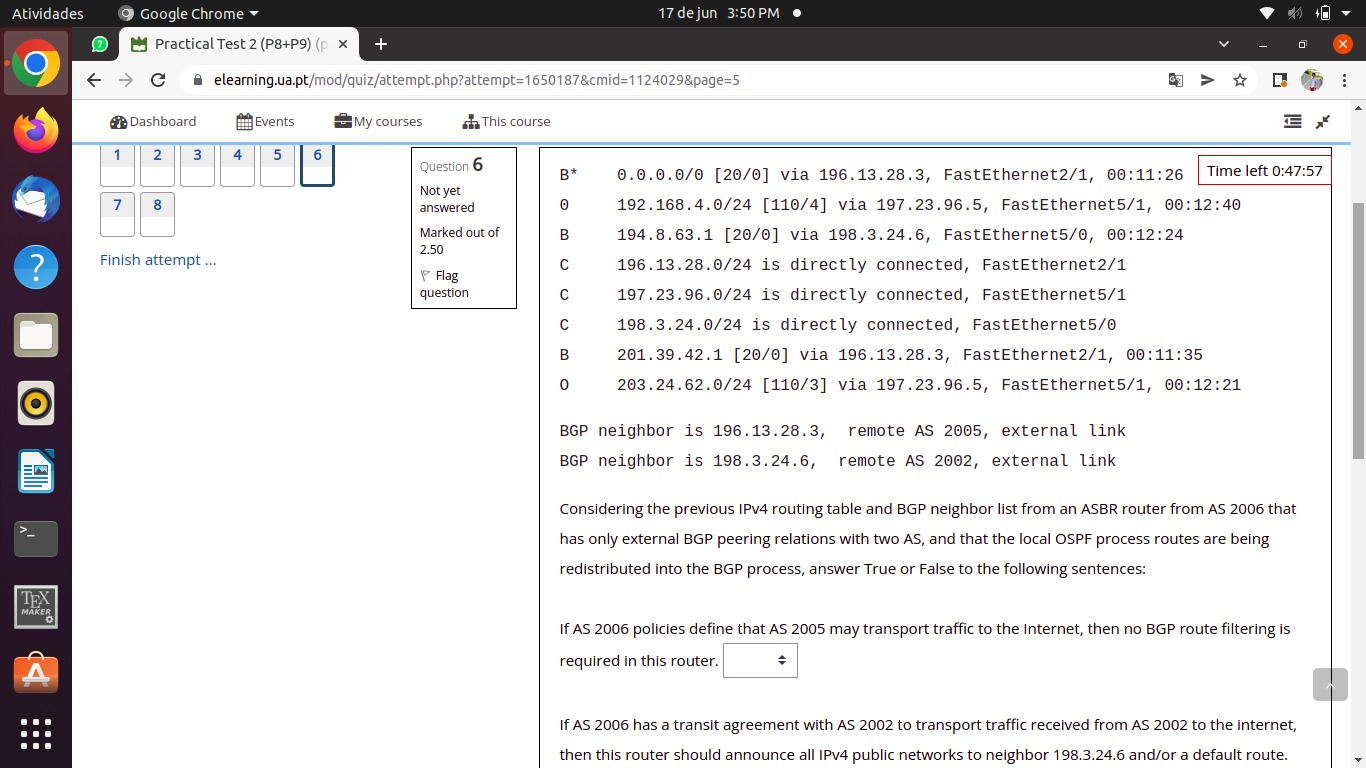 Atividades
Google Chrome
17 de jun 3:50 PM
7
Practical Test 2 (P8+P9) (p
elearning.ua.pt/mod/quiz/attempt.php?attempt=1650187&cmid=1124029&page=5
Dashboard
Events
My courses
This course
1 2 3 4 5 6
7 8
Finish attempt ...
Question 6
Not yet
answered
Marked out of
2.50
Flag
question
Time left 0:47:57
B* 0.0.0.0/0 [20/0] via 196.13.28.3, FastEthernet2/1, 00:11:26
0 192.168.4.0/24 [110/4] via 197.23.96.5, FastEthernet5/1, 00:12:40
B 194.8.63.1 [20/0] via 198.3.24.6, FastEthernet5/0, 00:12:24
C 196.13.28.0/24 is directly connected, FastEthernet2/1
C 197.23.96.0/24 is directly connected, FastEthernet5/1
C 198.3.24.0/24 is directly connected, FastEthernet5/0
B 201.39.42.1 [20/0] via 196.13.28.3, FastEthernet2/1, 00:11:35
O 203.24.62.0/24 [110/3] via 197.23.96.5, FastEthernet5/1, 00:12:21
BGP neighbor is 196.13.28.3, remote AS 2005, external link
BGP neighbor is 198.3.24.6, remote AS 2002, external link
Considering the previous IPv4 routing table and BGP neighbor list from an ASBR router from AS 2006 that
has only external BGP peering relations with two AS, and that the local OSPF process routes are being
redistributed into the BGP process, answer True or False to the following sentences:
If AS 2006 policies define that AS 2005 may transport traffic to the Internet, then no BGP route filtering is
required in this router.
If AS 2006 has a transit agreement with AS 2002 to transport traffic received from AS 2002 to the internet,
then this router should announce all IPv4 public networks to neighbor 198.3.24.6 and/or a default route.
?
>_
TEX
MAKER
A